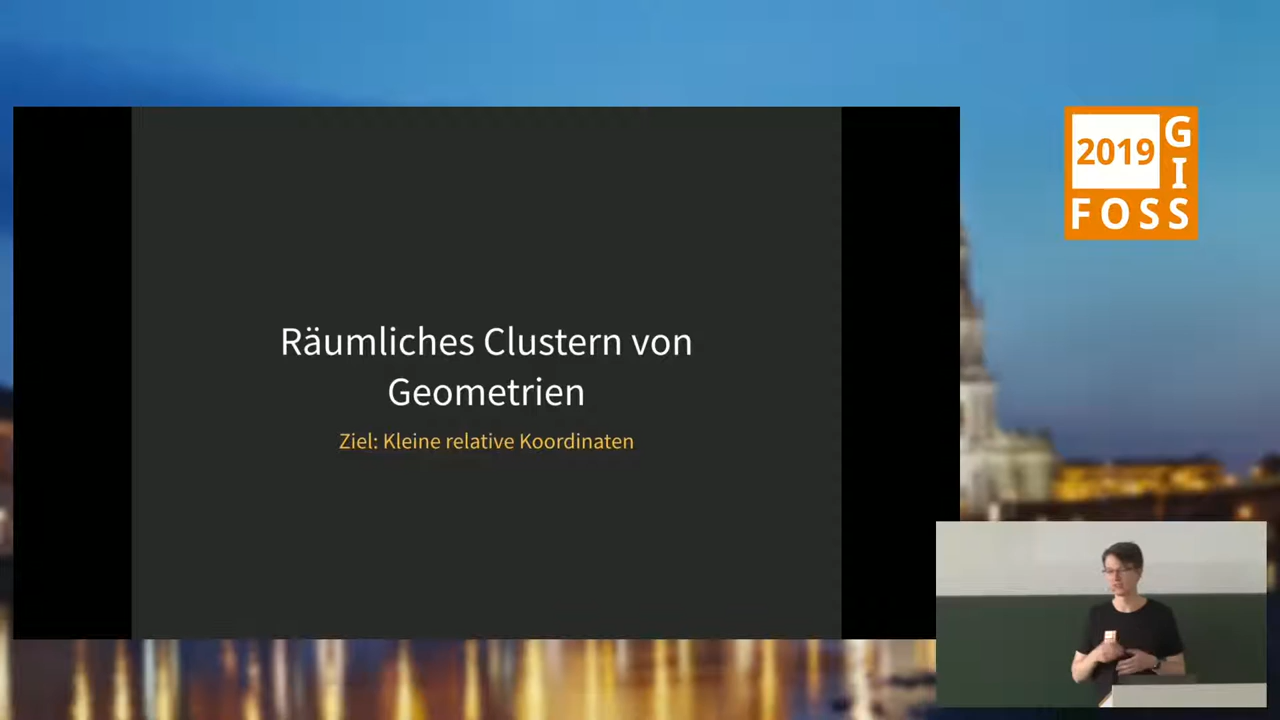 Räumliches Clustern von
Geometrien
Ziel: Kleine relative Koordinaten
2019
G
I
FOSS